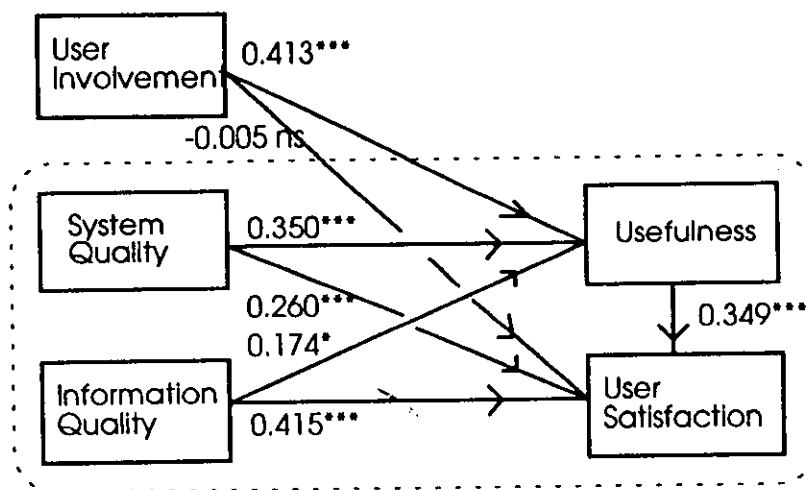 User
Involvement
0.413***
-0.005 ns
System
Quality
0.350***
Usefulness
0.260***
0.174*
0.349***
Information
Quality
0.415***
User
Satisfaction